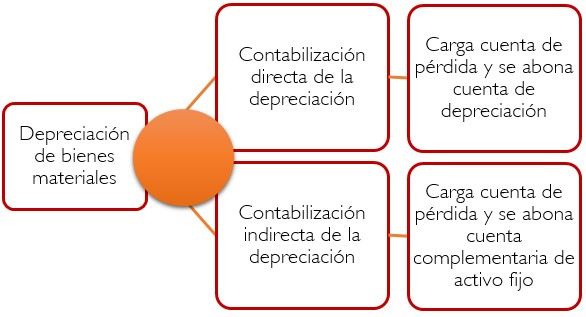 Depreciación
de bienes
materiales
Contabilización
directa de la
depreciación
Carga cuenta de
pérdida y se abona
cuenta de
depreciación
Contabilización
indirecta de la
depreciación
Carga cuenta de
pérdida y se abona
cuenta
complementaria de
activo fijo